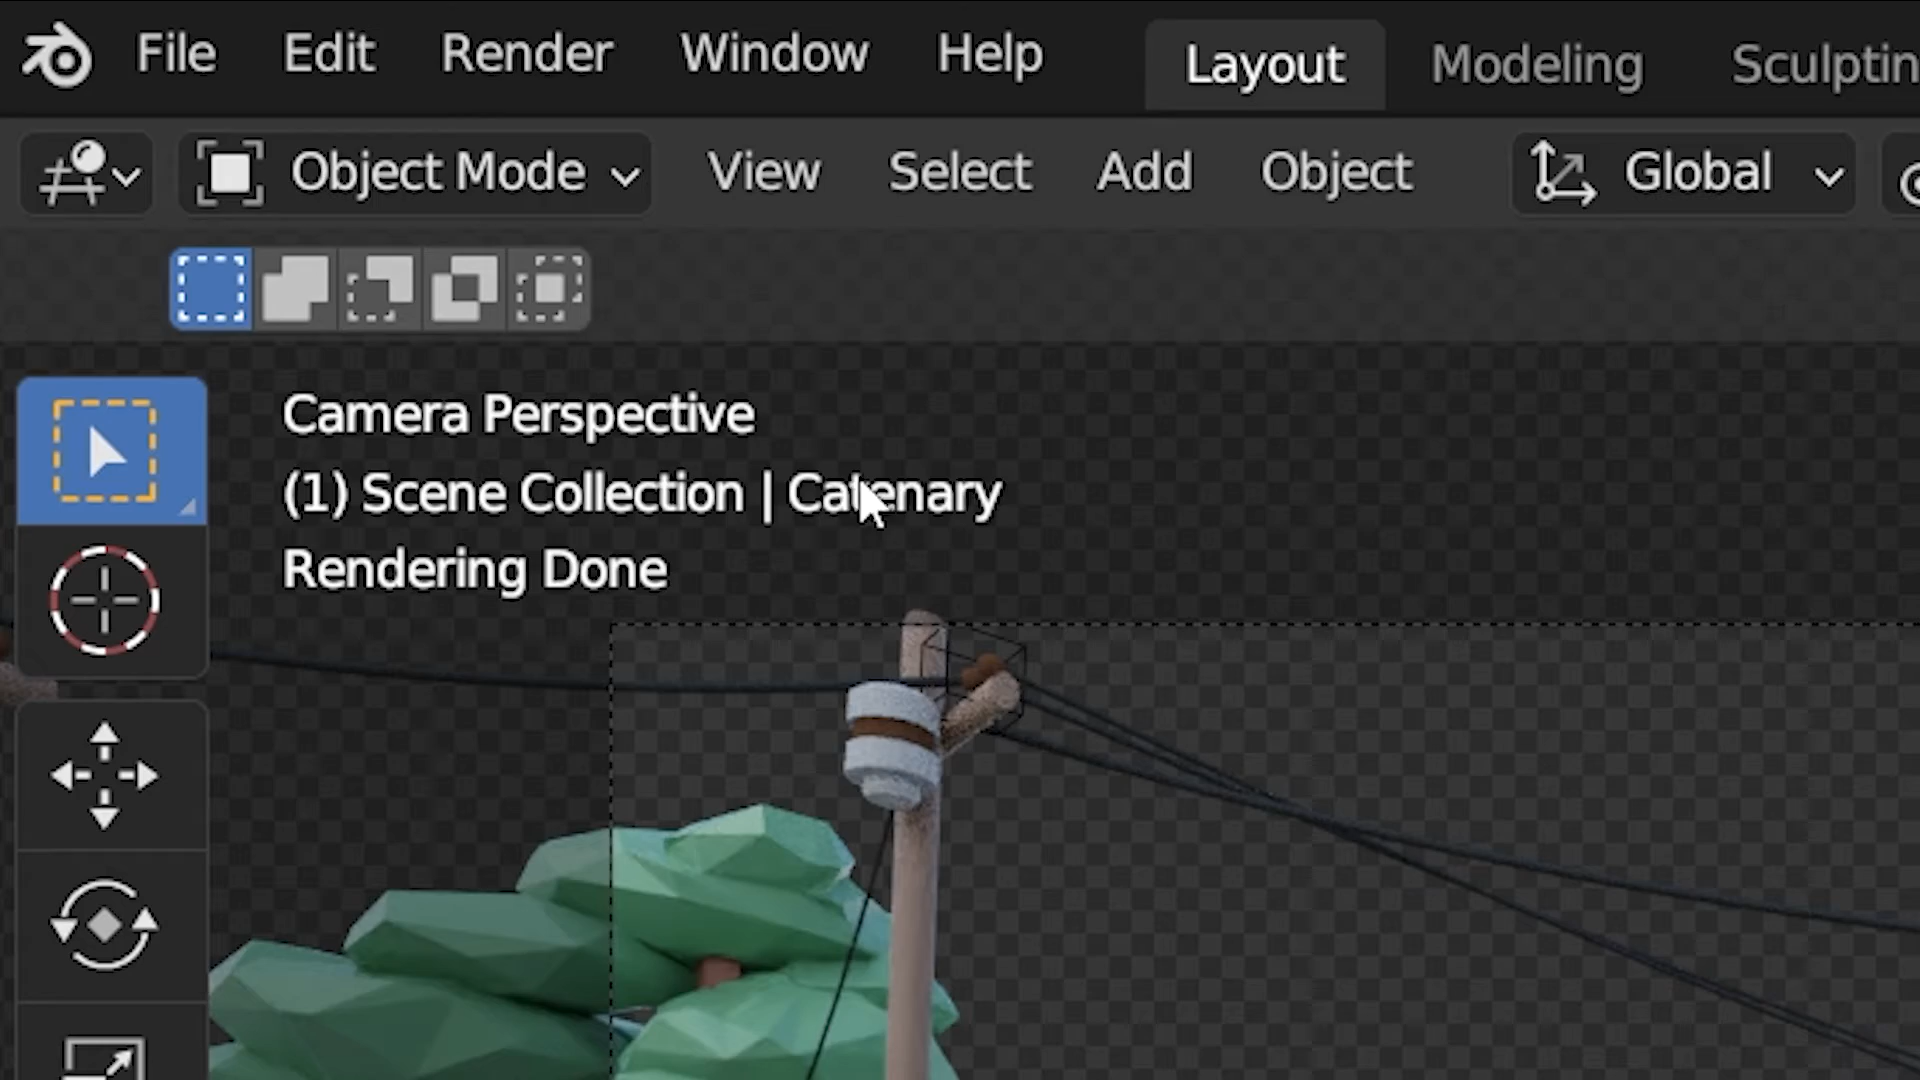 File Edit Render Window Help Layout Modeling Sculptin
Object Mode View Select Add Object Global
Camera Perspective
(1) Scene Collection | Catenary
Rendering Done